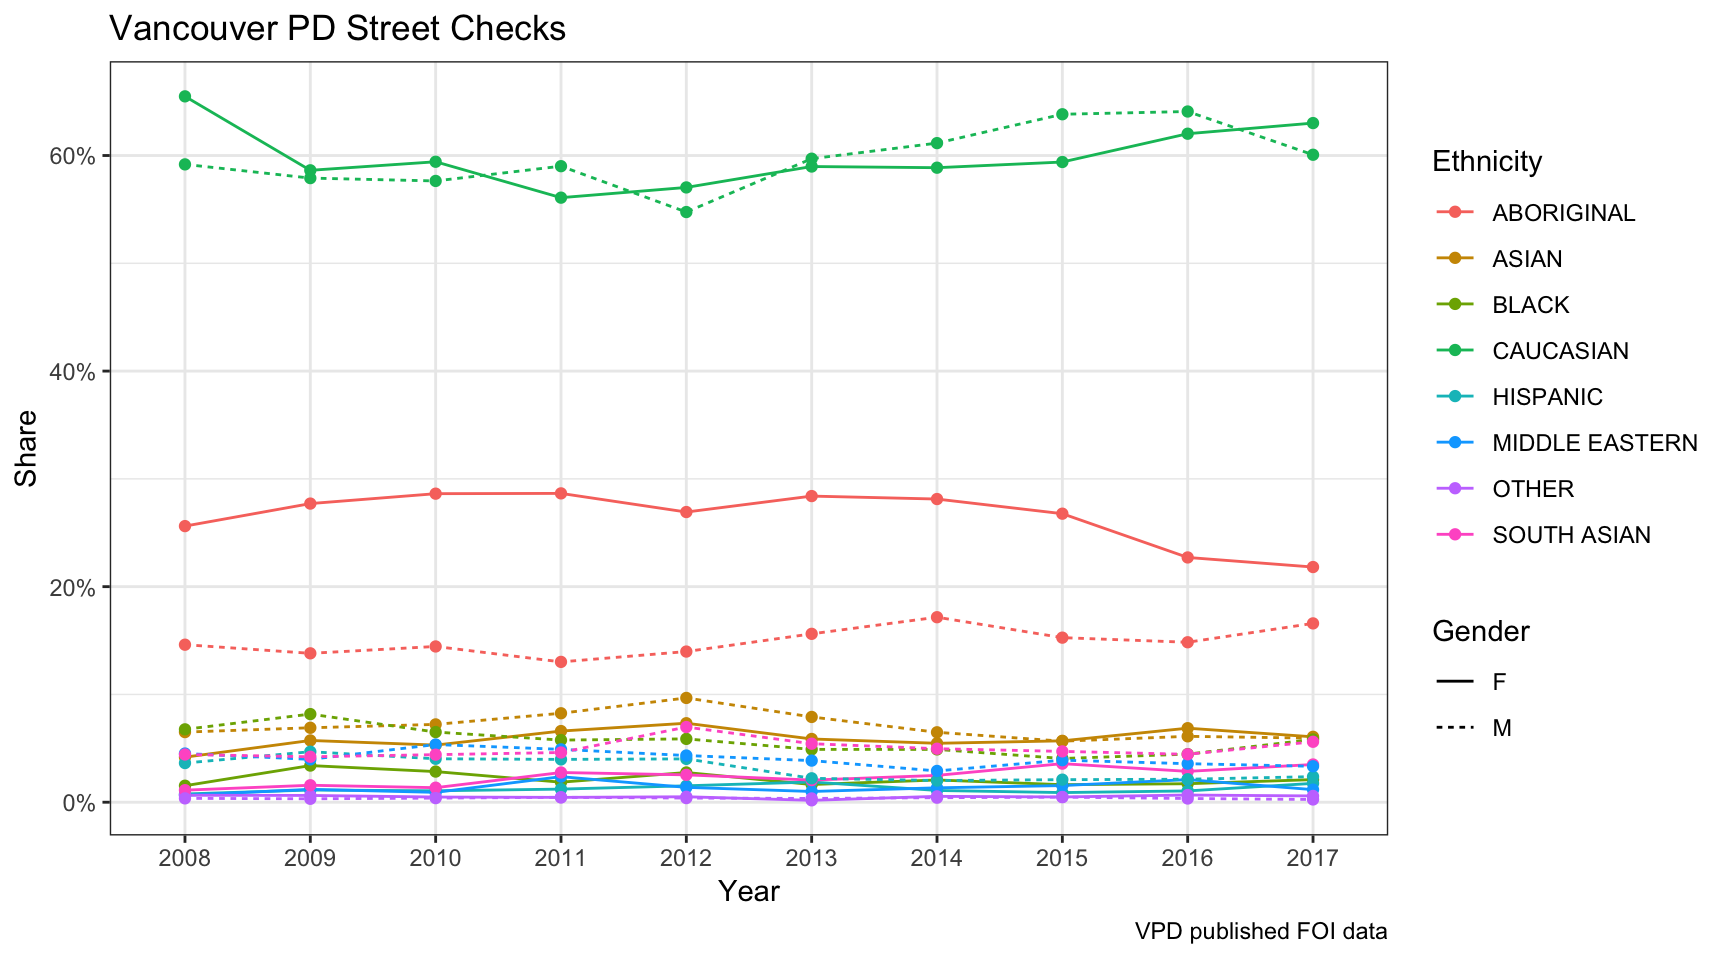 Vancouver PD Street Checks
Share
60%
40%
20%
0%
2008 2009 2010 2011 2012 2013 2014 2015 2016 2017
Year
VPD published FOI data
Ethnicity
ABORIGINAL
ASIAN
BLACK
CAUCASIAN
HISPANIC
MIDDLE EASTERN
OTHER
SOUTH ASIAN
Gender
F
M